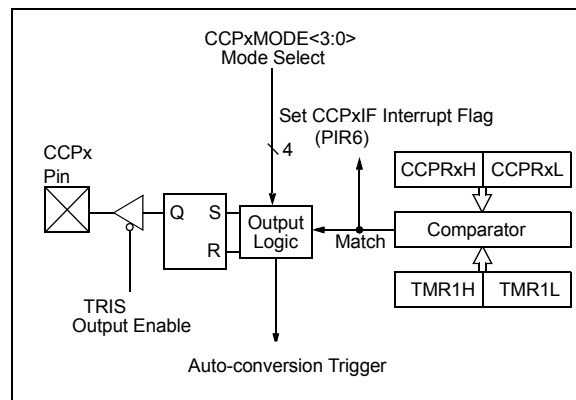 CCPxMODE<3:0>
Mode Select
Set CCPxIF Interrupt Flag
(PIR6)
4
CCPx
Pin
CCPRxH CCPRxL
Q S
R
Output
Logic
Match
Comparator
TMR1H TMR1L
TRIS
Output Enable
Auto-conversion Trigger